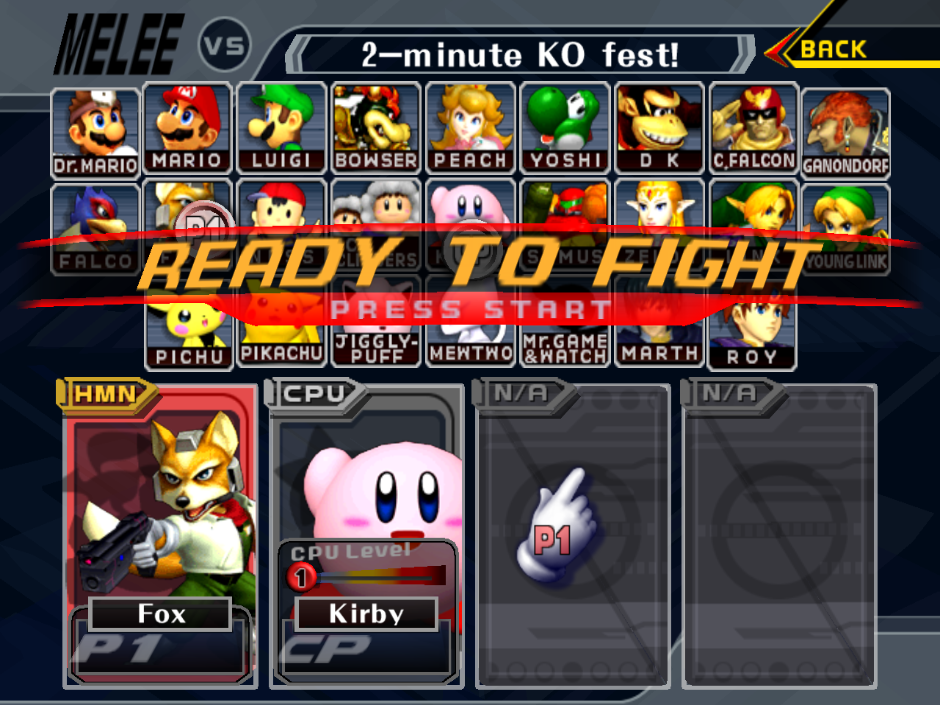 MELEE VS 2-minute KO fest! BACK
DR.MARIO MARIO LUIGI BOWSER PEACH YOSHI D K C.FALCON GANONDORF
FALCO YOUNG LINK
READY TO FIGHT
PRESS START
PICHU PIKACHU JIGGLY-PUFF MEWTWO Mr.GAME &WATCH MARTH ROY
HMN CPU N/A N/A
P1
CPU Level
1
Fox Kirby
P1 CP